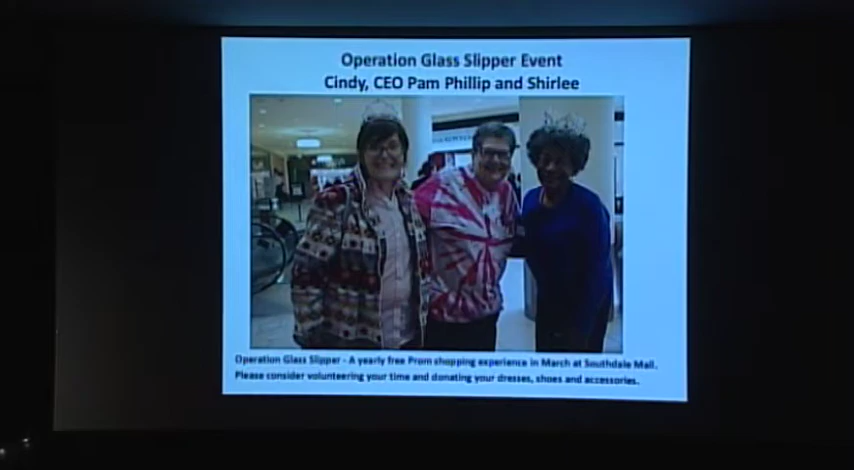 Operation Glass Slipper Event
Cindy, CEO Pam Phillip and Shirlee
Operation Glass Slipper - A yearly free Prom shopping experience in March at Southdale Mall.
Please consider volunteering your time and donating your dresses, shoes and accessories.